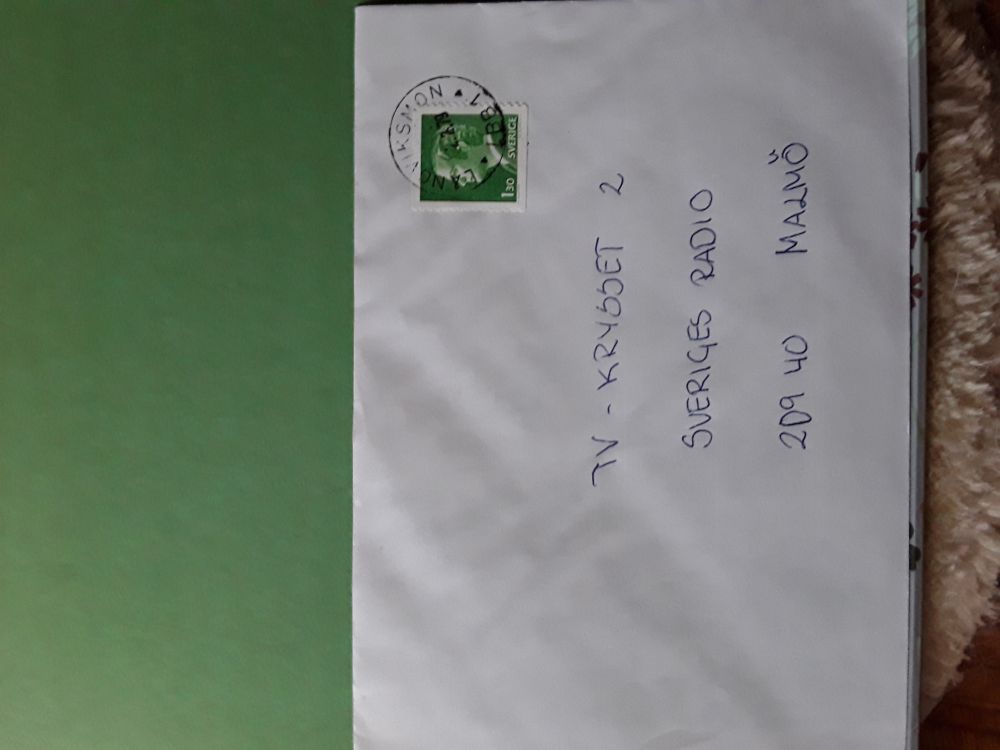 SVERIGE
1 30
TV - KRYSSET 2
SVERIGES RADIO
209 40 MALMÖ